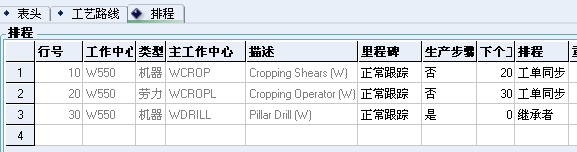 表头 工艺路线 排程
排程
行号 工作中心 类型 主工作中心 描述 里程碑 生产步骤 下个工 排程
1 10 W550 机器 WCROP Cropping Shears (W) 正常跟踪 否 20 工单同步
2 20 W550 劳力 WCROPL Cropping Operator (W) 正常跟踪 否 30 工单同步
3 30 W550 机器 WDRILL Pillar Drill (W) 正常跟踪 是 0 继承者
4